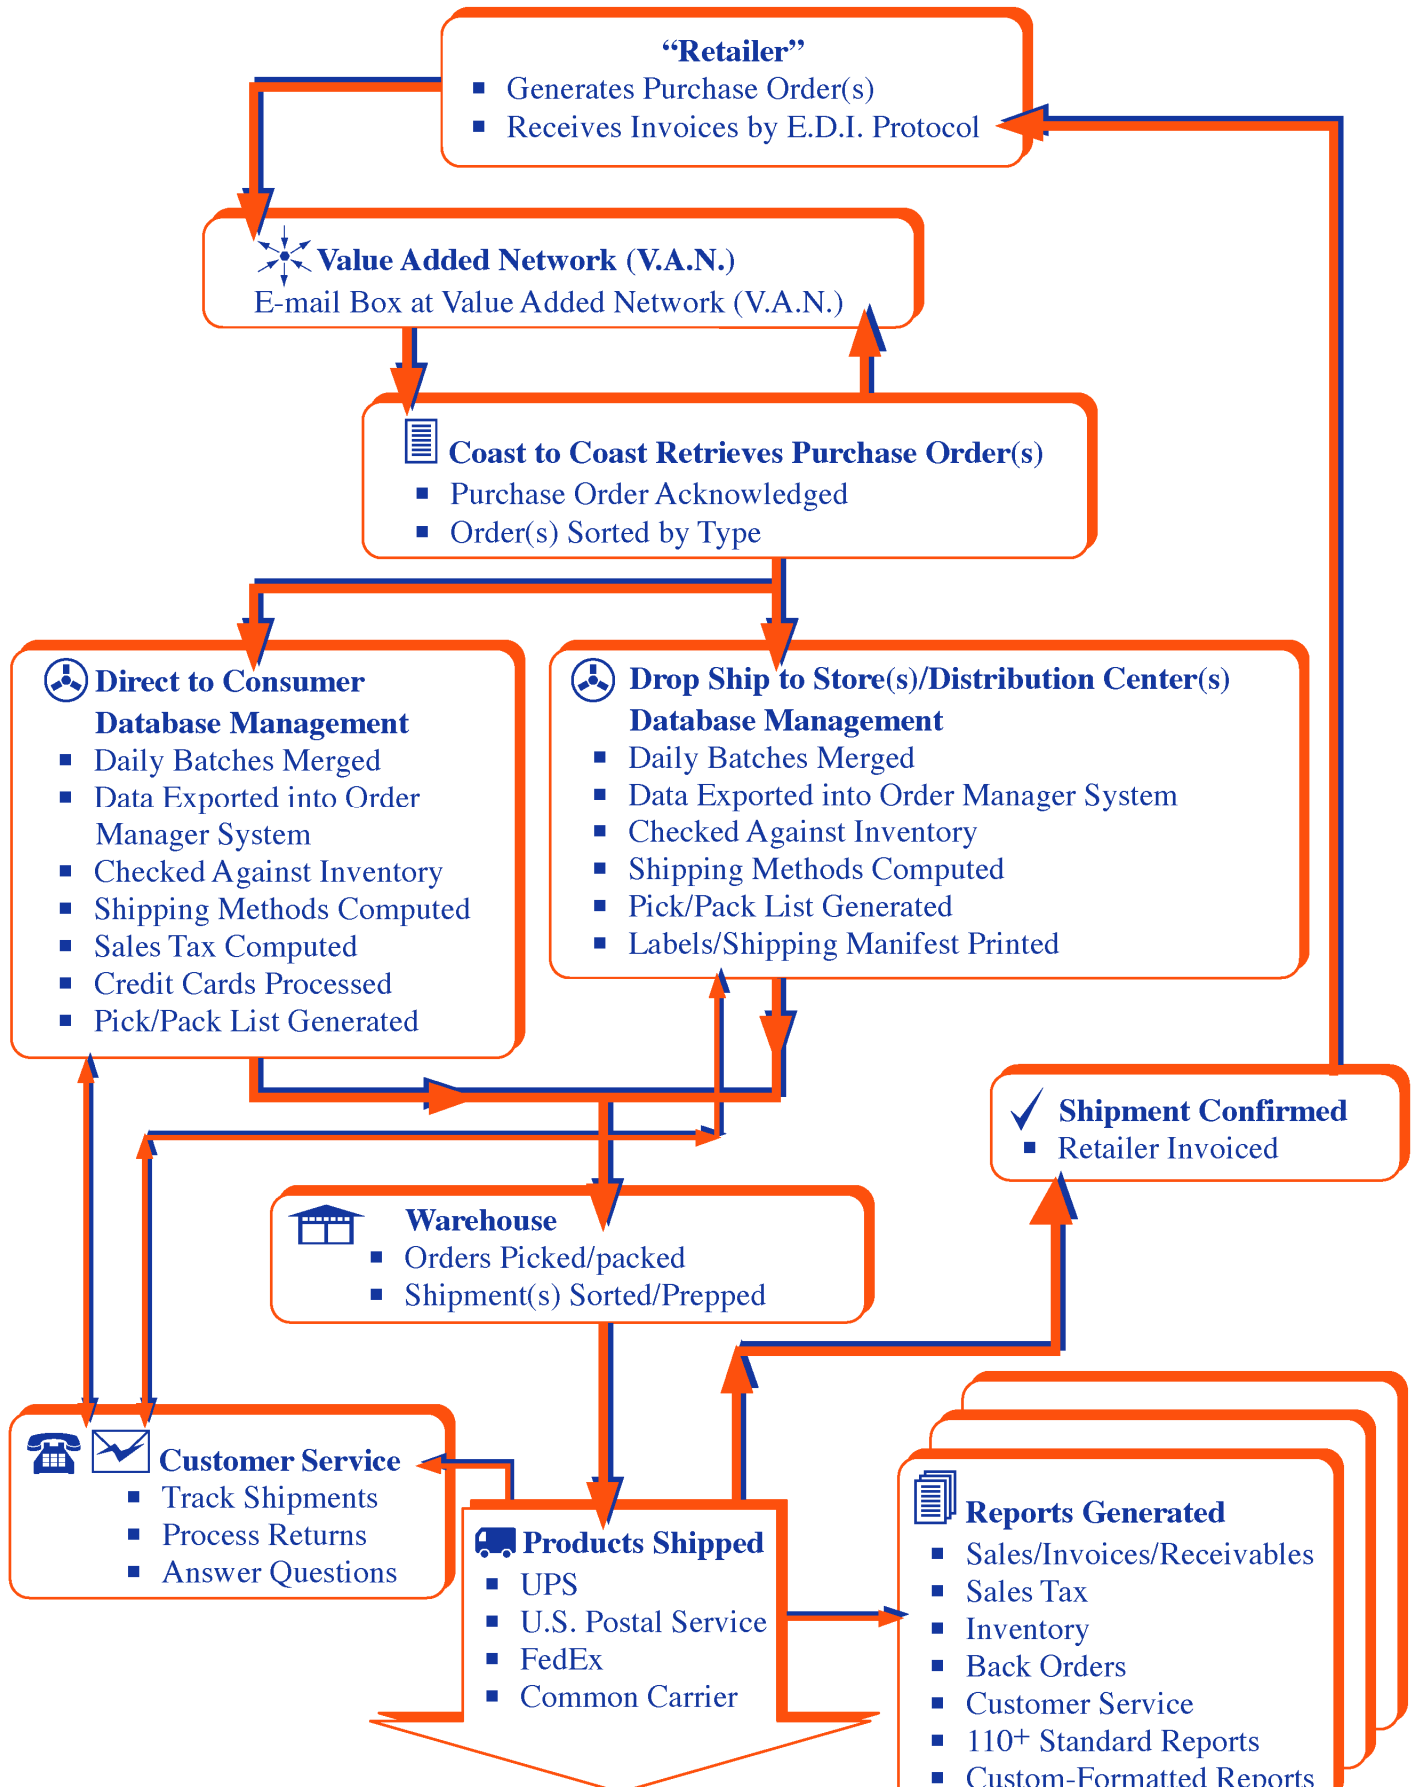 “Retailer”
▪ Generates Purchase Order(s)
▪ Receives Invoices by E.D.I. Protocol
Value Added Network (V.A.N.)
E-mail Box at Value Added Network (V.A.N.)
Coast to Coast Retrieves Purchase Order(s)
▪ Purchase Order Acknowledged
▪ Order(s) Sorted by Type
Direct to Consumer
Database Management
▪ Daily Batches Merged
▪ Data Exported into Order
Manager System
▪ Checked Against Inventory
▪ Shipping Methods Computed
▪ Sales Tax Computed
▪ Credit Cards Processed
▪ Pick/Pack List Generated
Drop Ship to Store(s)/Distribution Center(s)
Database Management
▪ Daily Batches Merged
▪ Data Exported into Order Manager System
▪ Checked Against Inventory
▪ Shipping Methods Computed
▪ Pick/Pack List Generated
▪ Labels/Shipping Manifest Printed
Shipment Confirmed
▪ Retailer Invoiced
Warehouse
▪ Orders Picked/packed
▪ Shipment(s) Sorted/Prepped
Customer Service
▪ Track Shipments
▪ Process Returns
▪ Answer Questions
Products Shipped
▪ UPS
▪ U.S. Postal Service
▪ FedEx
▪ Common Carrier
Reports Generated
▪ Sales/Invoices/Receivables
▪ Sales Tax
▪ Inventory
▪ Back Orders
▪ Customer Service
▪ 110+ Standard Reports
▪ Custom-Formatted Reports